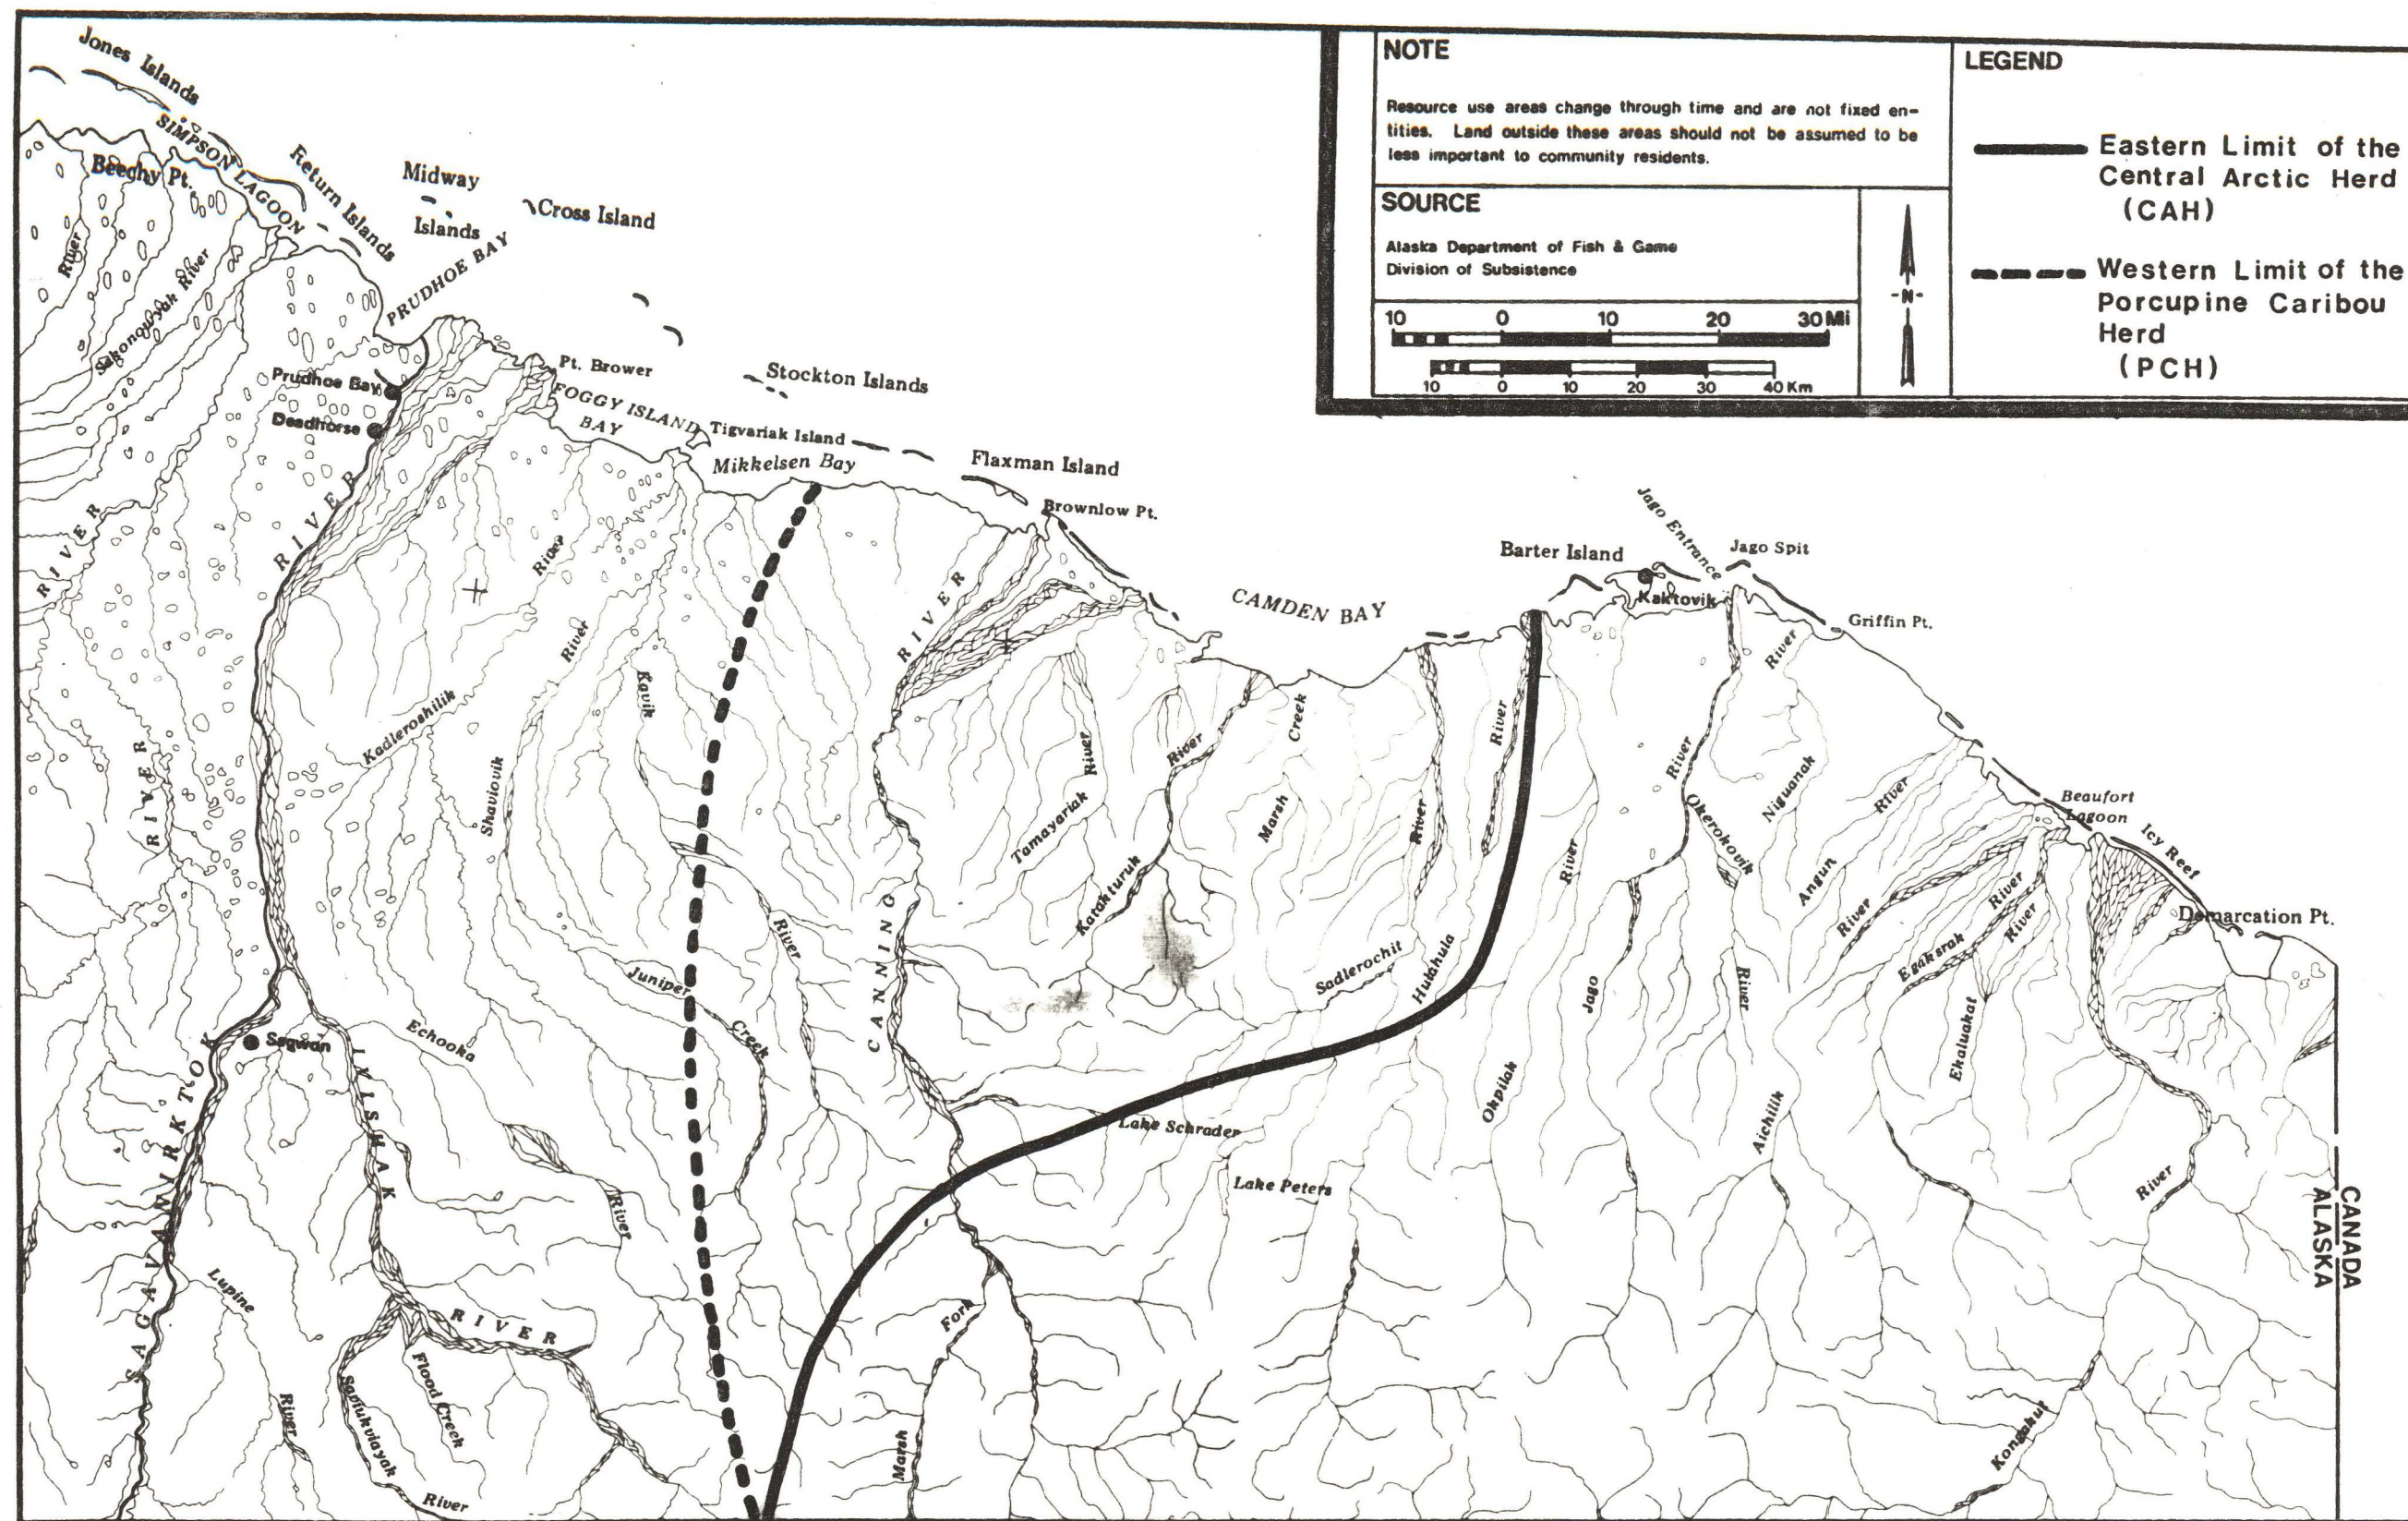 NOTE
Resource use areas change through time and are not fixed en-
tities. Land outside these areas should not be assumed to be
less important to community residents.
SOURCE
Alaska Department of Fish & Game
Division of Subsistence
10 0 10 20 30 Mi
10 0 10 20 30 40 Km
-N-
LEGEND
Eastern Limit of the
Central Arctic Herd
(CAH)
Western Limit of the
Porcupine Caribou
Herd
(PCH)
Jones Islands
SIMPSON LAGOON
Beechy Pt.
Return Islands
Midway
Islands
Cross Island
PRUDHOE BAY
River
Sakonowyak River
Prudhoe Bay
Deadhorse
Pt. Brower
FOGGY ISLAND
BAY
Stockton Islands
Tigvariak Island
Mikkelsen Bay
Flaxman Island
Brownlow Pt.
CAMDEN BAY
Barter Island
Jago Entrance
Jago Spit
Kaktovik
Griffin Pt.
Beaufort
Lagoon
Icy Reef
Demarcation Pt.
RIVER
RIVER
RIVER
SAGAVANIRKTOK
RIVER
Kadleroshilik
River
Shaviovik
River
Kavik
River
Juniper
Creek
Echooka
River
Sagwon
IVISHAK
RIVER
Lupine
River
Saviukviayak
River
Flood Creek
CANNING
RIVER
Marsh
Fork
Tamayariak
River
Katakturuk
River
Marsh
Creek
Sadlerochit
River
Hulahula
River
Lake Schrader
Lake Peters
Okpilak
River
Jago
River
Okerokovik
River
Niguanak
River
Angun
River
Aichilik
River
Egaksrak
River
Ekaluakat
River
Kongakut
River
CANADA
ALASKA